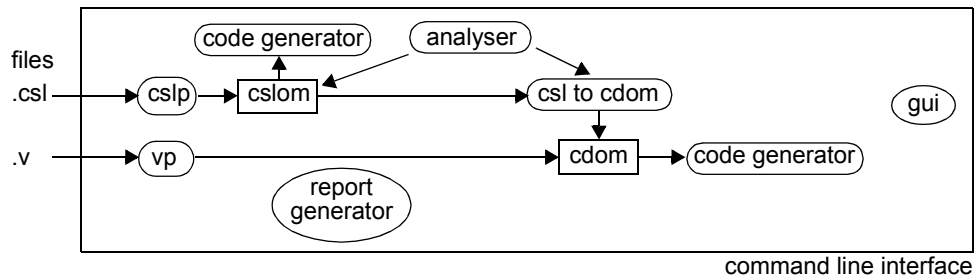 code generator
analyser
files
.csl
cslp
cslom
csl to cdom
gui
.v
vp
cdom
code generator
report
generator
command line interface